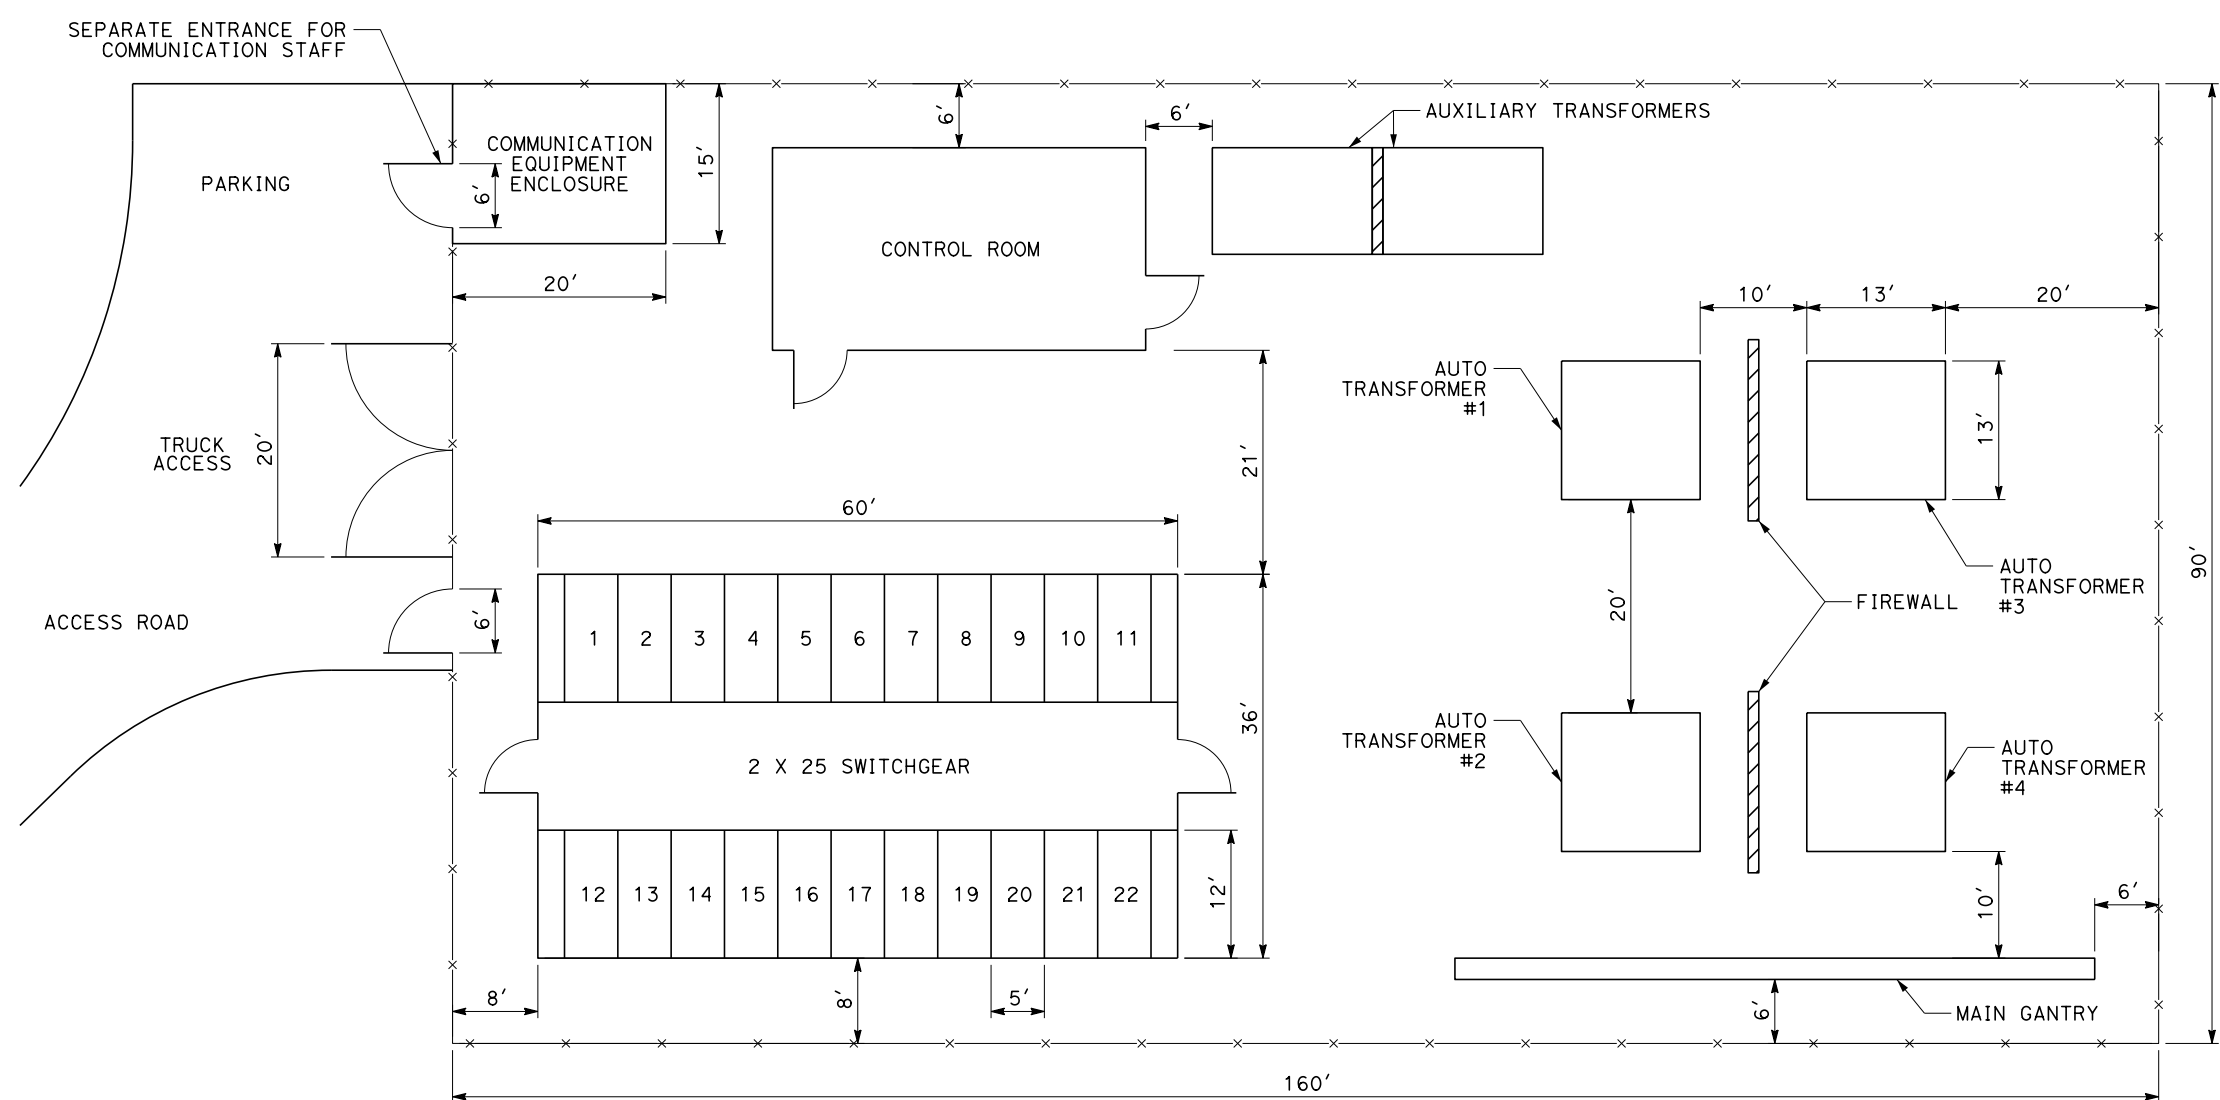 SEPARATE ENTRANCE FOR
COMMUNICATION STAFF
6′
6′
AUXILIARY TRANSFORMERS
COMMUNICATION
EQUIPMENT
ENCLOSURE
15′
PARKING
6′
CONTROL ROOM
20′
10′
13′
20′
AUTO
TRANSFORMER
#1
13′
TRUCK
ACCESS
20′
21′
60′
90′
AUTO
TRANSFORMER
#3
20′
FIREWALL
ACCESS ROAD
6′
1 2 3 4 5 6 7 8 9 10 11
36′
AUTO
TRANSFORMER
#2
AUTO
TRANSFORMER
#4
2 X 25 SWITCHGEAR
12 13 14 15 16 17 18 19 20 21 22
12′
10′
6′
8′
8′
5′
6′
MAIN GANTRY
160′